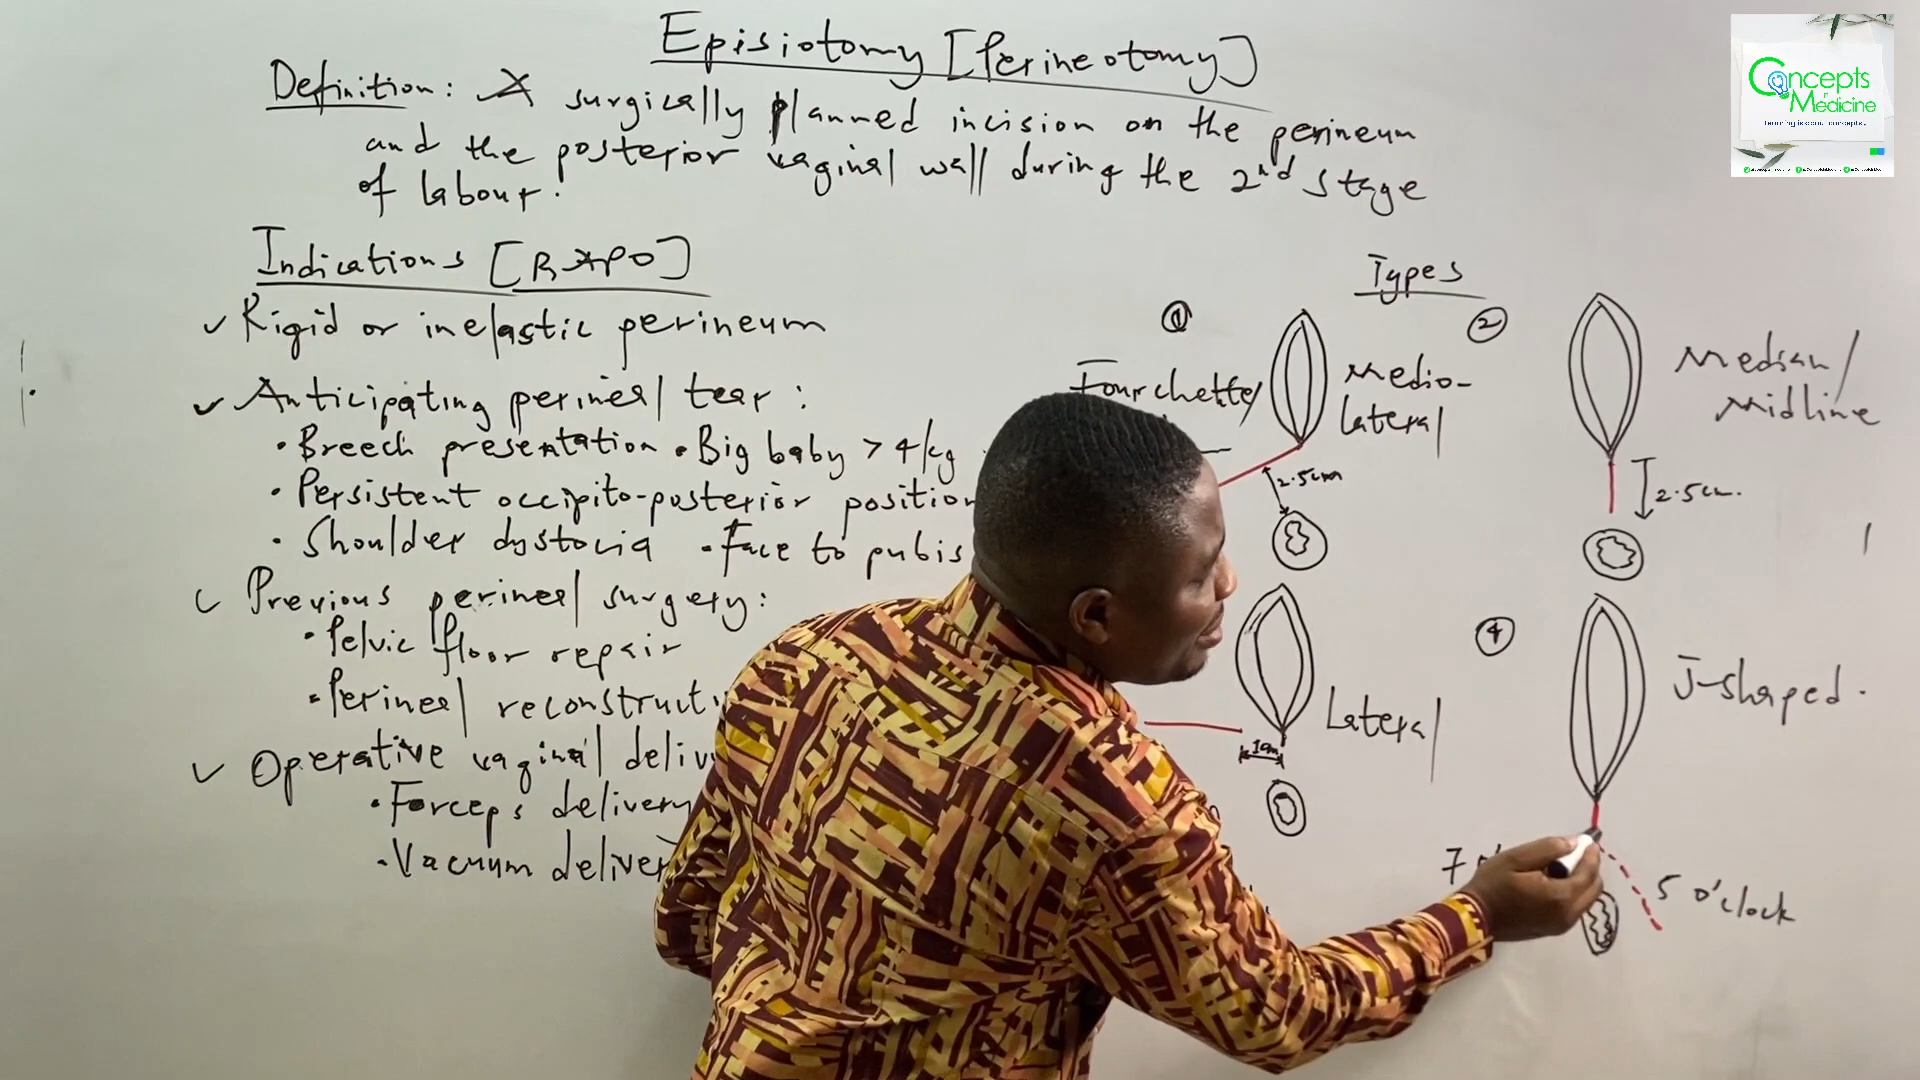 Episiotomy [Perineotomy]
Definition: A surgically planned incision on the perineum
and the posterior vaginal wall during the 2nd stage
of labour.
Indications [RAPO]
✓ Rigid or inelastic perineum
✓ Anticipating perineal tear:
• Breech presentation • Big baby > 4kg
• Persistent occipito-posterior position
• Shoulder dystocia • Face to pubis
Previous perineal surgery:
• Pelvic floor repair
• Perineal reconstructi
✓ Operative vaginal deliv
• Forceps delivery
• Vacuum deliver
Types
①
Fourchette/
Medio-
lateral
2.5cm
②
Median/
Midline
2.5cm.
Lateral
1cm
④
J-shaped.
7
5 o'clock
Concepts
in
Medicine